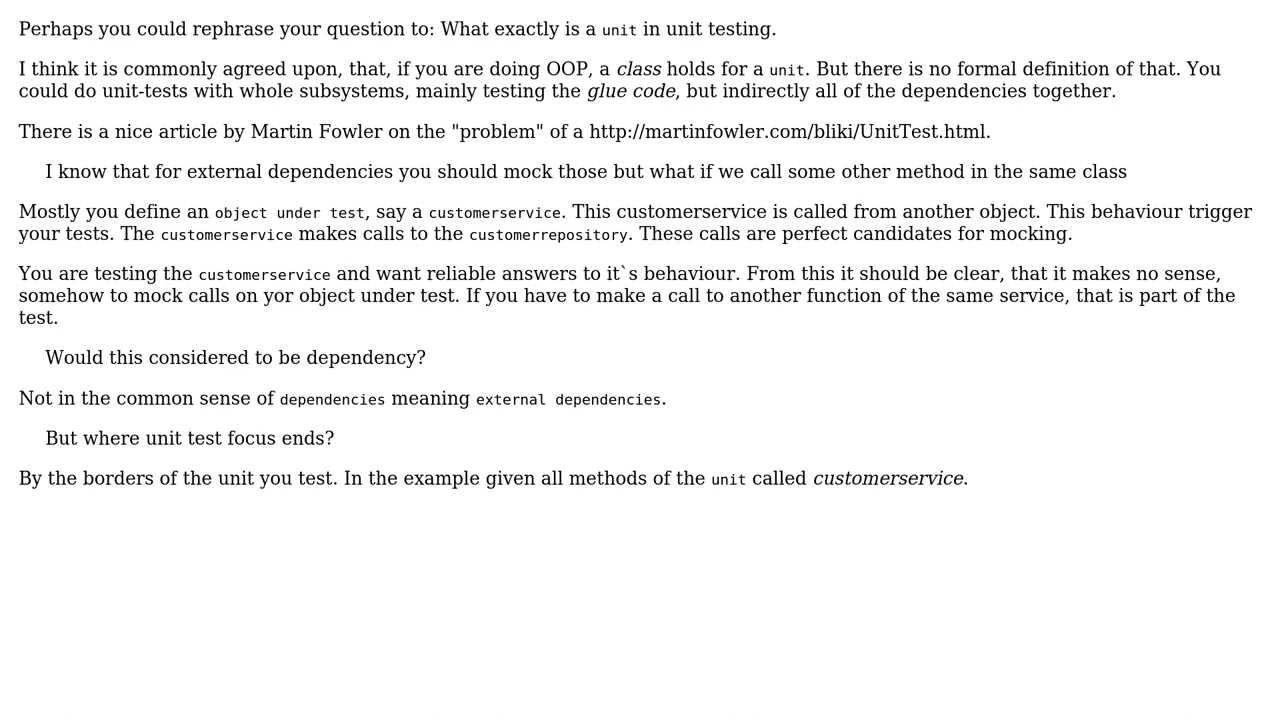 Perhaps you could rephrase your question to: What exactly is a unit in unit testing.
I think it is commonly agreed upon, that, if you are doing OOP, a class holds for a unit. But there is no formal definition of that. You
could do unit-tests with whole subsystems, mainly testing the glue code, but indirectly all of the dependencies together.
There is a nice article by Martin Fowler on the "problem" of a http://martinfowler.com/bliki/UnitTest.html.
I know that for external dependencies you should mock those but what if we call some other method in the same class
Mostly you define an object under test, say a customerservice. This customerservice is called from another object. This behaviour trigger
your tests. The customerservice makes calls to the customerrepository. These calls are perfect candidates for mocking.
You are testing the customerservice and want reliable answers to it`s behaviour. From this it should be clear, that it makes no sense,
somehow to mock calls on yor object under test. If you have to make a call to another function of the same service, that is part of the
test.
Would this considered to be dependency?
Not in the common sense of dependencies meaning external dependencies.
But where unit test focus ends?
By the borders of the unit you test. In the example given all methods of the unit called customerservice.